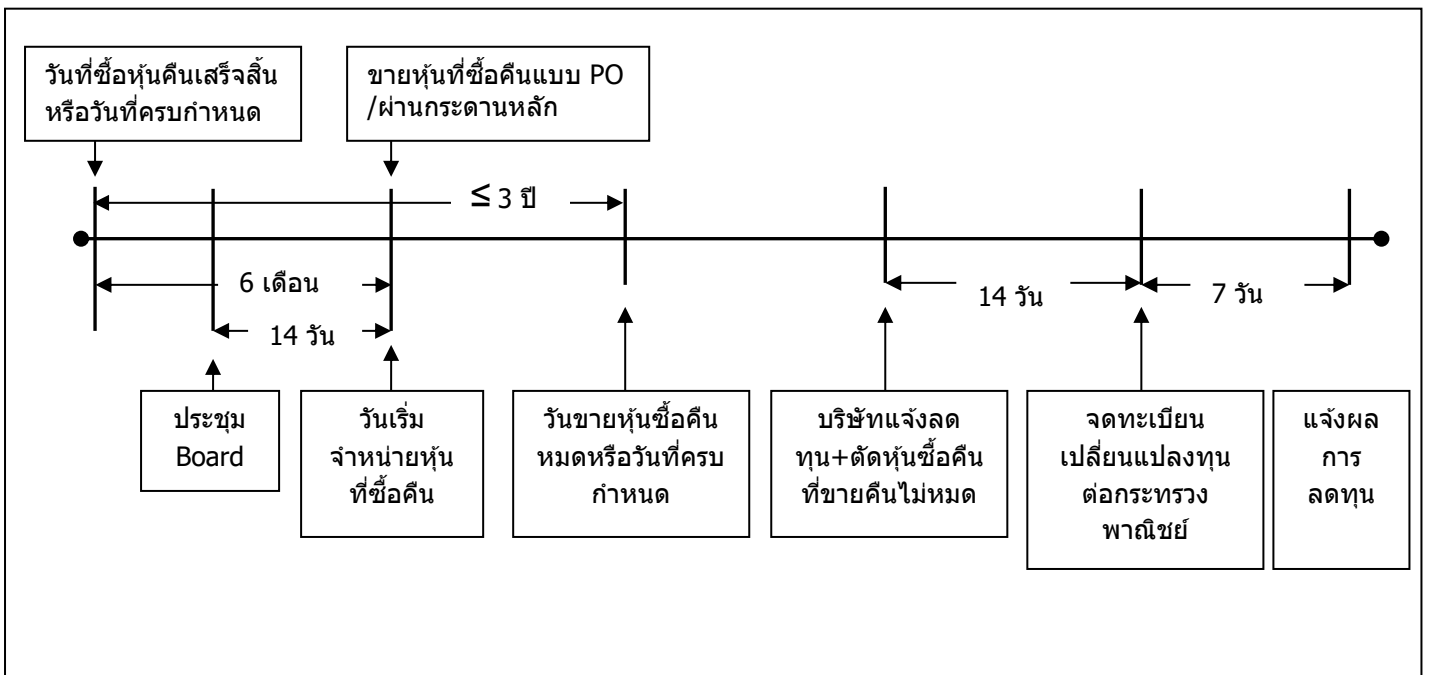 วันที่ซื้อหุ้นคืนเสร็จสิ้น
หรือวันที่ครบกำหนด
ขายหุ้นที่ซื้อคืนแบบ PO
/ผ่านกระดานหลัก
≤ 3 ปี
6 เดือน
14 วัน
14 วัน
7 วัน
ประชุม
Board
วันเริ่ม
จำหน่ายหุ้น
ที่ซื้อคืน
วันขายหุ้นซื้อคืน
หมดหรือวันที่ครบ
กำหนด
บริษัทแจ้งลด
ทุน+ตัดหุ้นซื้อคืน
ที่ขายคืนไม่หมด
จดทะเบียน
เปลี่ยนแปลงทุน
ต่อกระทรวง
พาณิชย์
แจ้งผล
การ
ลดทุน